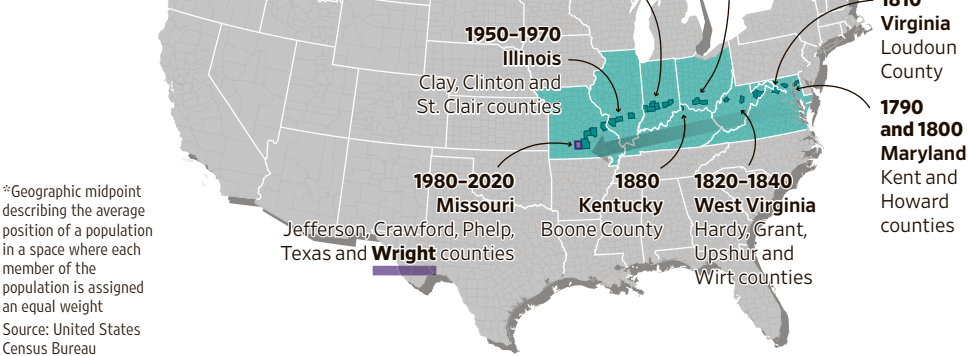 1950–1970
Illinois
Clay, Clinton and
St. Clair counties
1810
Virginia
Loudoun
County
1790
and 1800
Maryland
Kent and
Howard
counties
1980–2020
Missouri
Jefferson, Crawford, Phelp,
Texas and Wright counties
1880
Kentucky
Boone County
1820–1840
West Virginia
Hardy, Grant,
Upshur and
Wirt counties
*Geographic midpoint
describing the average
position of a population
in a space where each
member of the
population is assigned
an equal weight
Source: United States
Census Bureau